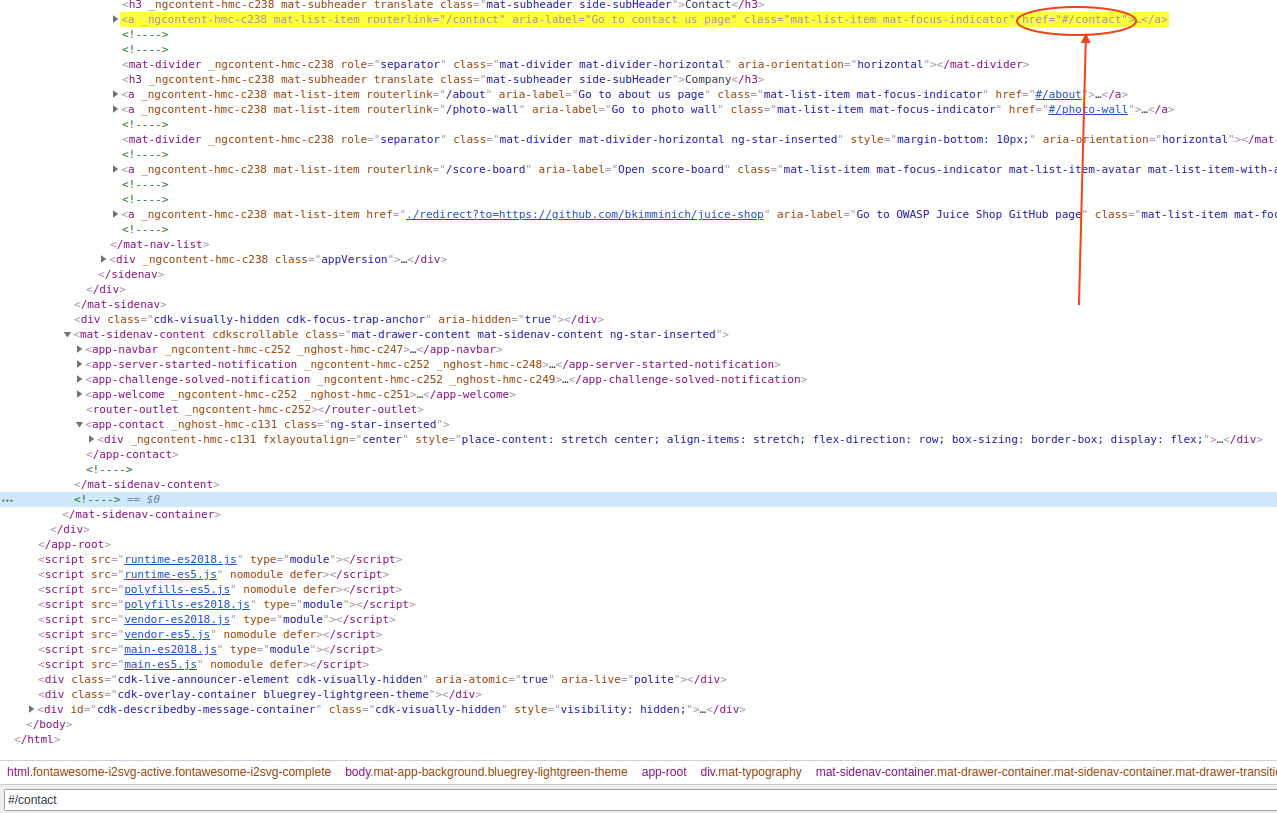 <h3 _ngcontent-hmc-c238 mat-subheader translate class="mat-subheader side-subHeader">Contact</h3>
<a _ngcontent-hmc-c238 mat-list-item routerlink="/contact" aria-label="Go to contact us page" class="mat-list-item mat-focus-indicator" href="#/contact">…</a>
<!---->
<!---->
<mat-divider _ngcontent-hmc-c238 role="separator" class="mat-divider mat-divider-horizontal" aria-orientation="horizontal"></mat-divider>
<h3 _ngcontent-hmc-c238 mat-subheader translate class="mat-subheader side-subHeader">Company</h3>
<a _ngcontent-hmc-c238 mat-list-item routerlink="/about" aria-label="Go to about us page" class="mat-list-item mat-focus-indicator" href="#/about">…</a>
<a _ngcontent-hmc-c238 mat-list-item routerlink="/photo-wall" aria-label="Go to photo wall" class="mat-list-item mat-focus-indicator" href="#/photo-wall">…</a>
<!---->
<mat-divider _ngcontent-hmc-c238 role="separator" class="mat-divider mat-divider-horizontal ng-star-inserted" style="margin-bottom: 10px;" aria-orientation="horizontal"></mat-
<!---->
<a _ngcontent-hmc-c238 mat-list-item routerlink="/score-board" aria-label="Open score-board" class="mat-list-item mat-focus-indicator mat-list-item-avatar mat-list-item-with-a
<!---->
<!---->
<a _ngcontent-hmc-c238 mat-list-item href="./redirect?to=https://github.com/bkimminich/juice-shop" aria-label="Go to OWASP Juice Shop GitHub page" class="mat-list-item mat-foc
<!---->
</mat-nav-list>
<div _ngcontent-hmc-c238 class="appVersion">…</div>
</sidenav>
</div>
</mat-sidenav>
<div class="cdk-visually-hidden cdk-focus-trap-anchor" aria-hidden="true"></div>
<mat-sidenav-content cdkscrollable class="mat-drawer-content mat-sidenav-content ng-star-inserted">
<app-navbar _ngcontent-hmc-c252 _nghost-hmc-c247>…</app-navbar>
<app-server-started-notification _ngcontent-hmc-c252 _nghost-hmc-c248>…</app-server-started-notification>
<app-challenge-solved-notification _ngcontent-hmc-c252 _nghost-hmc-c249>…</app-challenge-solved-notification>
<app-welcome _ngcontent-hmc-c252 _nghost-hmc-c251>…</app-welcome>
<router-outlet _ngcontent-hmc-c252></router-outlet>
<app-contact _nghost-hmc-c131 class="ng-star-inserted">
<div _ngcontent-hmc-c131 fxlayoutalign="center" style="place-content: stretch center; align-items: stretch; flex-direction: row; box-sizing: border-box; display: flex;">…</div>
</app-contact>
<!---->
</mat-sidenav-content>
<!----> == $0
</mat-sidenav-container>
</div>
</app-root>
<script src="runtime-es2018.js" type="module"></script>
<script src="runtime-es5.js" nomodule defer></script>
<script src="polyfills-es5.js" nomodule defer></script>
<script src="polyfills-es2018.js" type="module"></script>
<script src="vendor-es2018.js" type="module"></script>
<script src="vendor-es5.js" nomodule defer></script>
<script src="main-es2018.js" type="module"></script>
<script src="main-es5.js" nomodule defer></script>
<div class="cdk-live-announcer-element cdk-visually-hidden" aria-atomic="true" aria-live="polite"></div>
<div class="cdk-overlay-container bluegrey-lightgreen-theme"></div>
<div id="cdk-describedby-message-container" class="cdk-visually-hidden" style="visibility: hidden;">…</div>
</body>
</html>
html.fontawesome-i2svg-active.fontawesome-i2svg-complete body.mat-app-background.bluegrey-lightgreen-theme app-root div.mat-typography mat-sidenav-container.mat-drawer-container.mat-sidenav-container.mat-drawer-transitio
#/contact